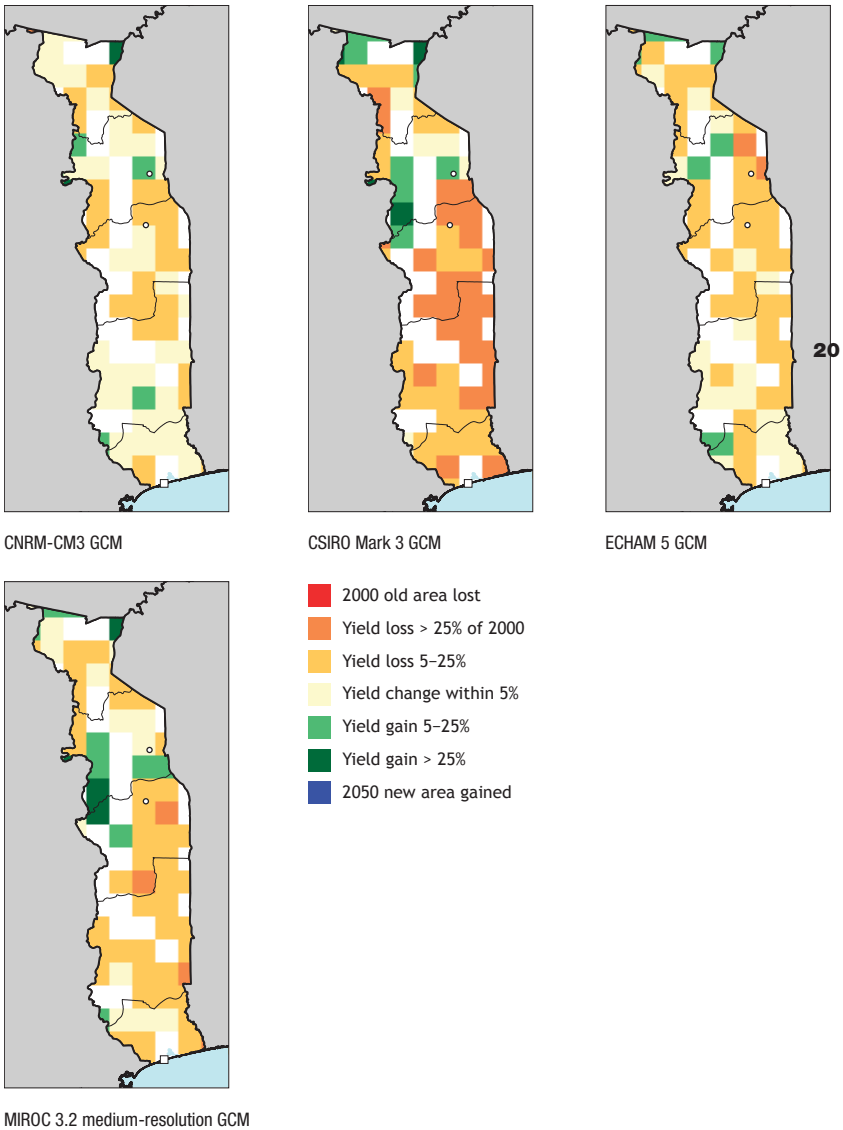 CNRM-CM3 GCM
CSIRO Mark 3 GCM
ECHAM 5 GCM
20
2000 old area lost
Yield loss > 25% of 2000
Yield loss 5–25%
Yield change within 5%
Yield gain 5–25%
Yield gain > 25%
2050 new area gained
MIROC 3.2 medium-resolution GCM